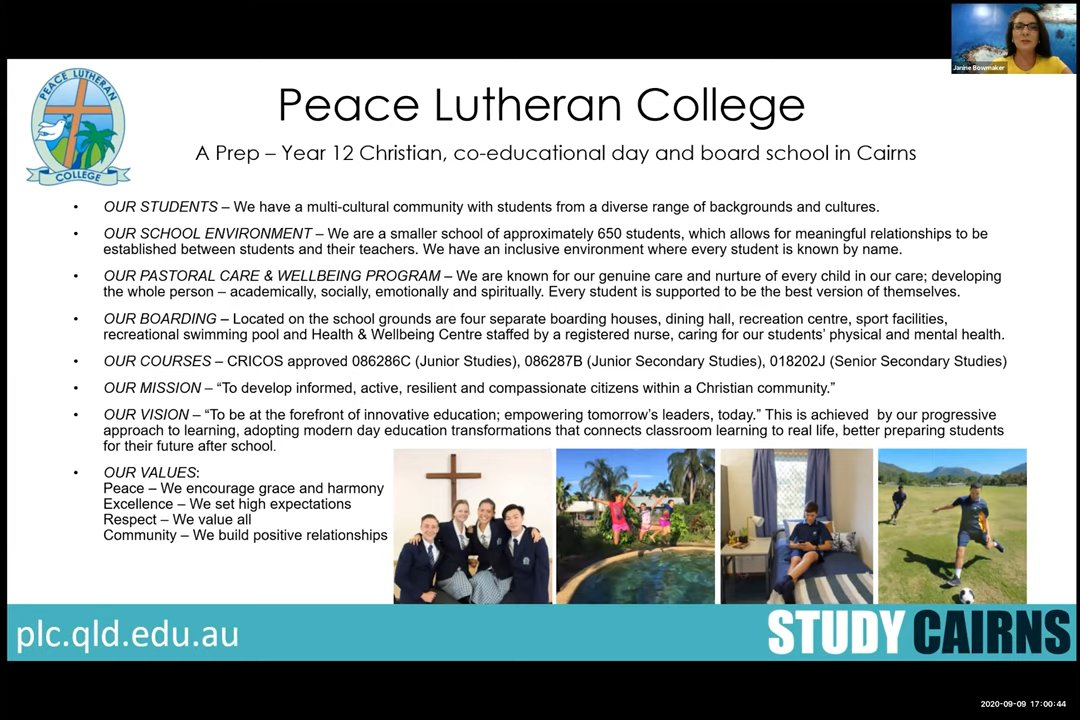 Janine Bowmaker
PEACE LUTHERAN
COLLEGE
Peace Lutheran College
A Prep – Year 12 Christian, co-educational day and board school in Cairns
• OUR STUDENTS – We have a multi-cultural community with students from a diverse range of backgrounds and cultures.
• OUR SCHOOL ENVIRONMENT – We are a smaller school of approximately 650 students, which allows for meaningful relationships to be
established between students and their teachers. We have an inclusive environment where every student is known by name.
• OUR PASTORAL CARE & WELLBEING PROGRAM – We are known for our genuine care and nurture of every child in our care; developing
the whole person – academically, socially, emotionally and spiritually. Every student is supported to be the best version of themselves.
• OUR BOARDING – Located on the school grounds are four separate boarding houses, dining hall, recreation centre, sport facilities,
recreational swimming pool and Health & Wellbeing Centre staffed by a registered nurse, caring for our students' physical and mental health.
• OUR COURSES – CRICOS approved 086286C (Junior Studies), 086287B (Junior Secondary Studies), 018202J (Senior Secondary Studies)
• OUR MISSION – “To develop informed, active, resilient and compassionate citizens within a Christian community.”
• OUR VISION – “To be at the forefront of innovative education; empowering tomorrow's leaders, today.” This is achieved by our progressive
approach to learning, adopting modern day education transformations that connects classroom learning to real life, better preparing students
for their future after school.
• OUR VALUES:
Peace – We encourage grace and harmony
Excellence – We set high expectations
Respect – We value all
Community – We build positive relationships
plc.qld.edu.au
STUDY CAIRNS
2020-09-09 17:00:44